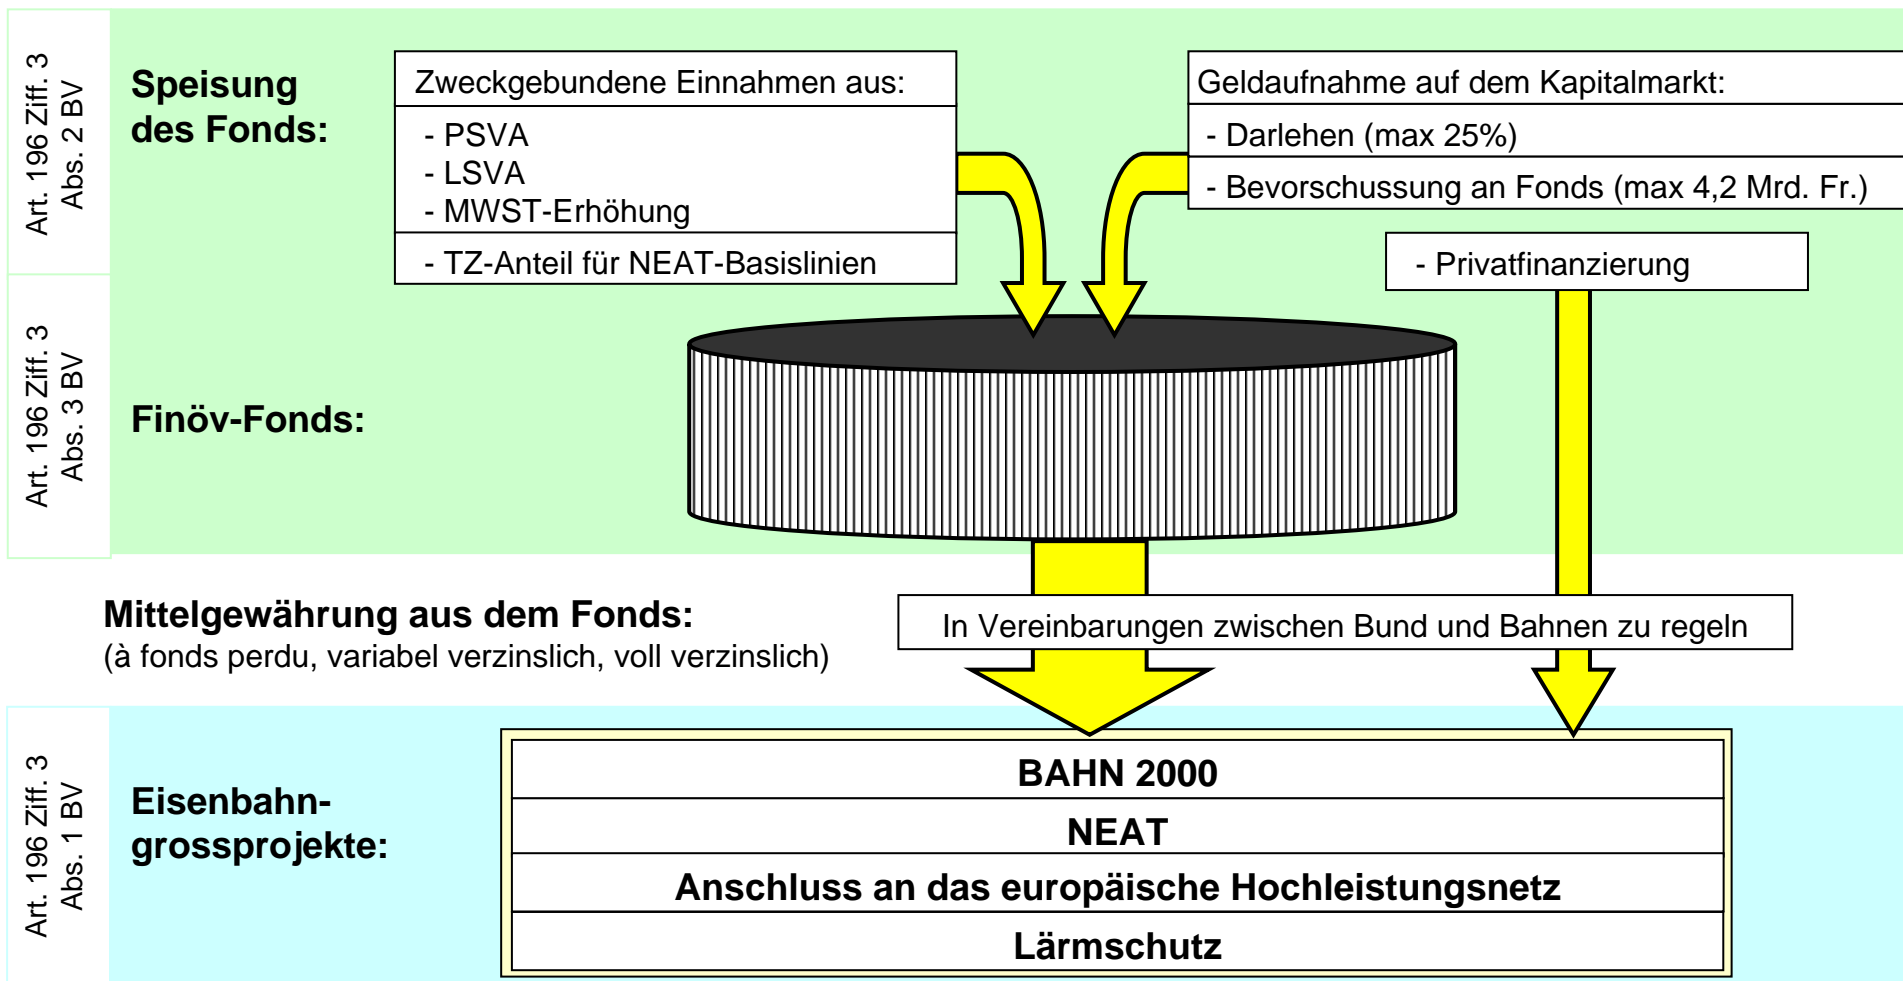 Art. 196 Ziff. 3
Abs. 2 BV
Speisung
des Fonds:
Zweckgebundene Einnahmen aus:
- PSVA
- LSVA
- MWST-Erhöhung
- TZ-Anteil für NEAT-Basislinien
Geldaufnahme auf dem Kapitalmarkt:
- Darlehen (max 25%)
- Bevorschussung an Fonds (max 4,2 Mrd. Fr.)
- Privatfinanzierung
Art. 196 Ziff. 3
Abs. 3 BV
Finöv-Fonds:
Mittelgewährung aus dem Fonds:
(à fonds perdu, variabel verzinslich, voll verzinslich)
In Vereinbarungen zwischen Bund und Bahnen zu regeln
Art. 196 Ziff. 3
Abs. 1 BV
Eisenbahn-
grossprojekte:
BAHN 2000
NEAT
Anschluss an das europäische Hochleistungsnetz
Lärmschutz